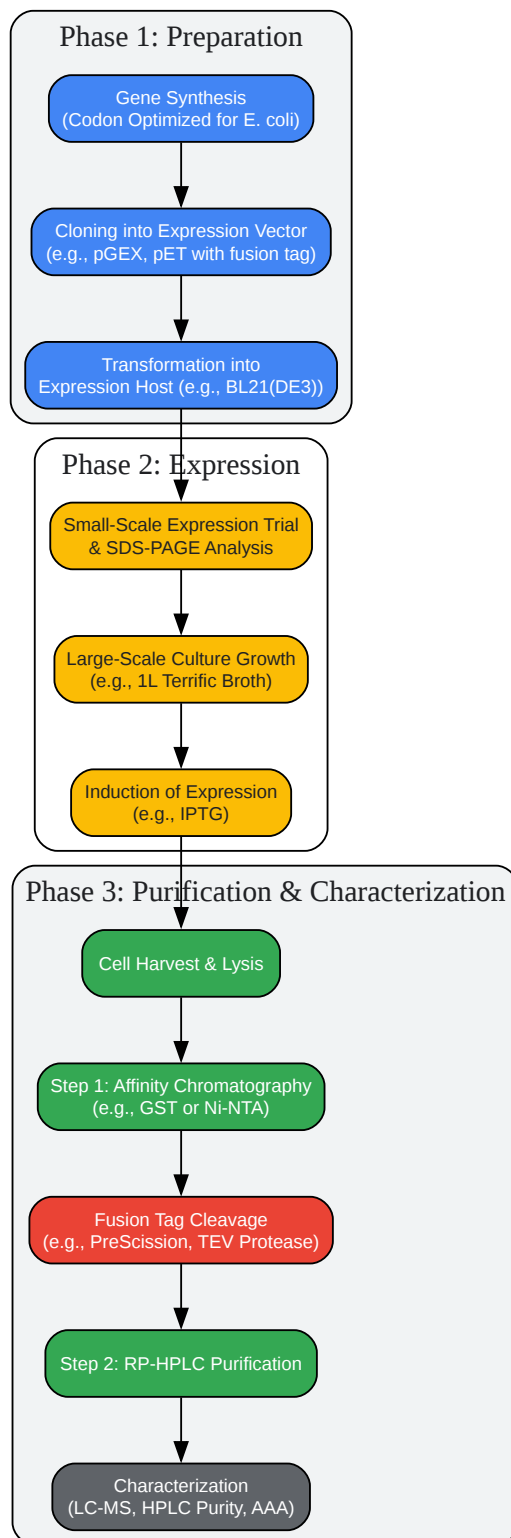 Phase 1: Preparation
Gene Synthesis
(Codon Optimized for E. coli)
Cloning into Expression Vector
(e.g., pGEX, pET with fusion tag)
Transformation into
Expression Host (e.g., BL21(DE3))
Phase 2: Expression
Small-Scale Expression Trial
& SDS-PAGE Analysis
Large-Scale Culture Growth
(e.g., 1L Terrific Broth)
Induction of Expression
(e.g., IPTG)
Phase 3: Purification & Characterization
Cell Harvest & Lysis
Step 1: Affinity Chromatography
(e.g., GST or Ni-NTA)
Fusion Tag Cleavage
(e.g., PreScission, TEV Protease)
Step 2: RP-HPLC Purification
Characterization
(LC-MS, HPLC Purity, AAA)